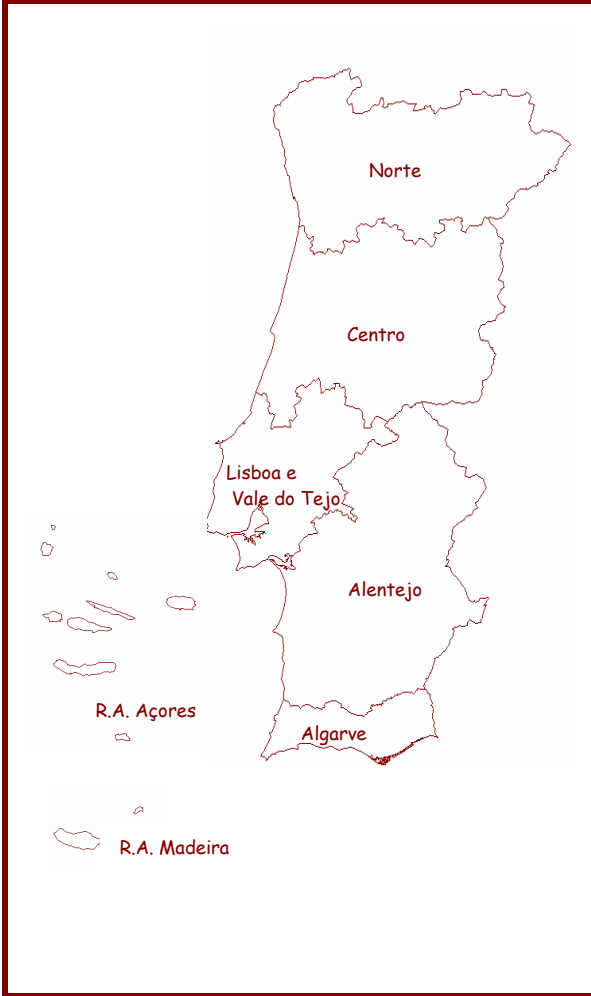 Norte
Centro
Lisboa e
Vale do Tejo
Alentejo
R.A. Açores
Algarve
R.A. Madeira